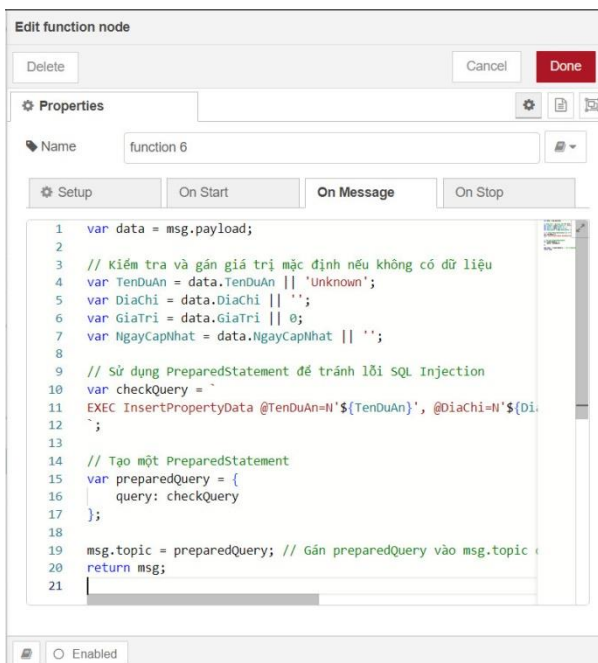 Edit function node
Delete Cancel Done
Properties
Name function 6
Setup On Start On Message On Stop
1 var data = msg.payload;
2
3 // Kiểm tra và gán giá trị mặc định nếu không có dữ liệu
4 var TenDuAn = data.TenDuAn || 'Unknown';
5 var DiaChi = data.DiaChi || '';
6 var GiaTri = data.GiaTri || 0;
7 var NgayCapNhat = data.NgayCapNhat || '';
8
9 // Sử dụng PreparedStatement để tránh lỗi SQL Injection
10 var checkQuery = `
11 EXEC InsertPropertyData @TenDuAn=N'${TenDuAn}', @DiaChi=N'${Di
12 `;
13
14 // Tạo một PreparedStatement
15 var preparedQuery = {
16 query: checkQuery
17 };
18
19 msg.topic = preparedQuery; // Gán preparedQuery vào msg.topic
20 return msg;
21
Enabled